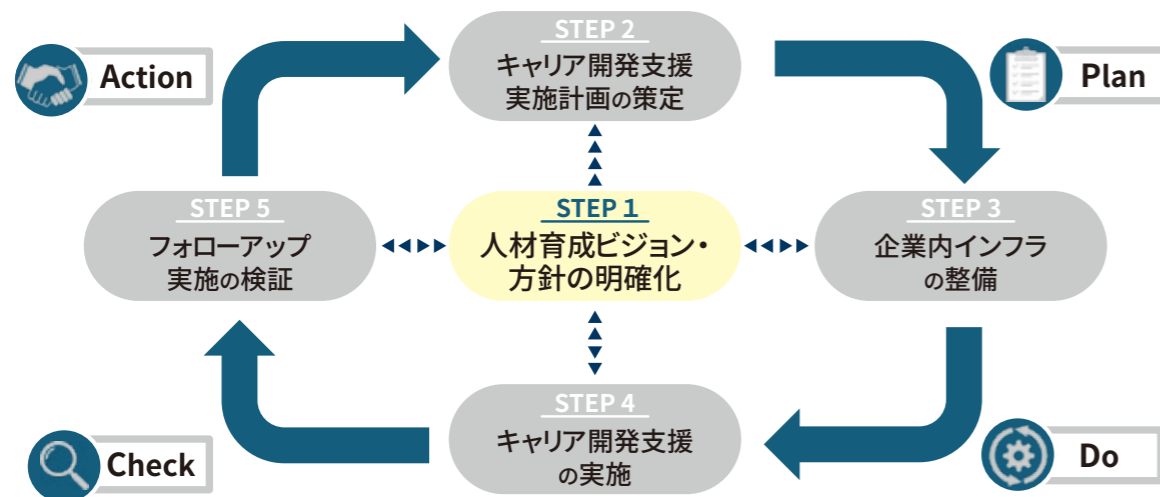 STEP 2
キャリア開発支援
実施計画の策定
Action
Plan
STEP 5
フォローアップ
実施の検証
STEP 1
人材育成ビジョン・
方針の明確化
STEP 3
企業内インフラ
の整備
STEP 4
キャリア開発支援
の実施
Check
Do